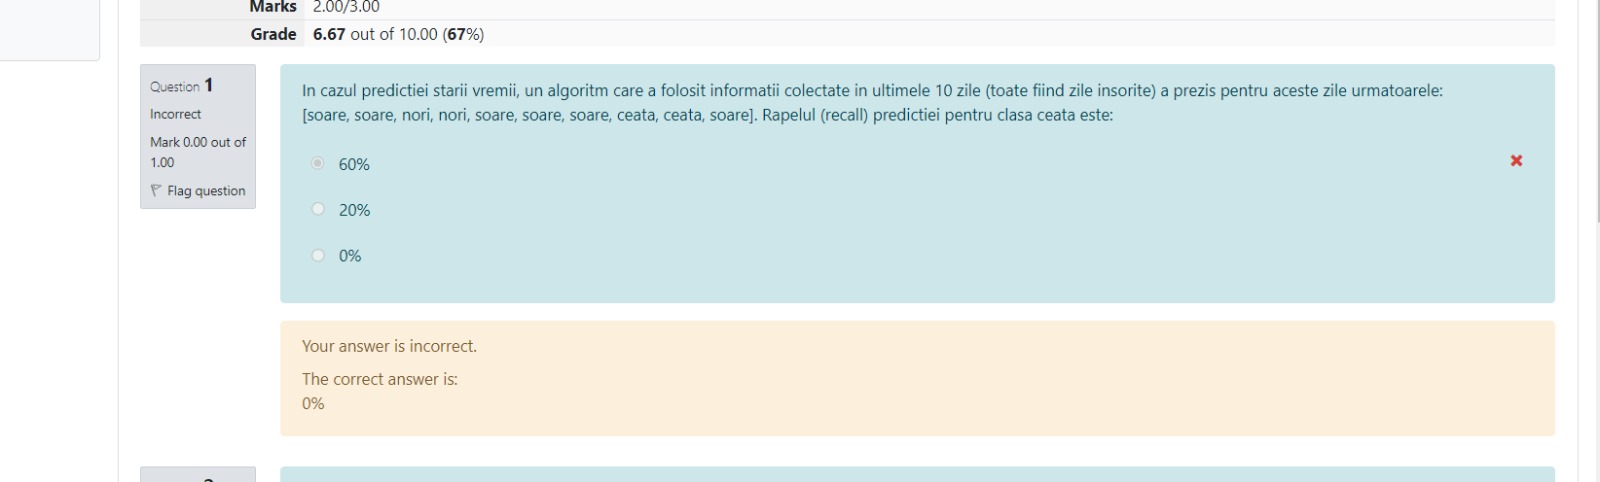 Marks 2.00/3.00
Grade 6.67 out of 10.00 (67%)
Question 1
Incorrect
Mark 0.00 out of
1.00
Flag question
In cazul predictiei starii vremii, un algoritm care a folosit informatii colectate in ultimele 10 zile (toate fiind zile insorite) a prezis pentru aceste zile urmatoarele:
[soare, soare, nori, nori, soare, soare, soare, ceata, ceata, soare]. Rapelul (recall) predictiei pentru clasa ceata este:
60%
20%
0%
Your answer is incorrect.
The correct answer is:
0%